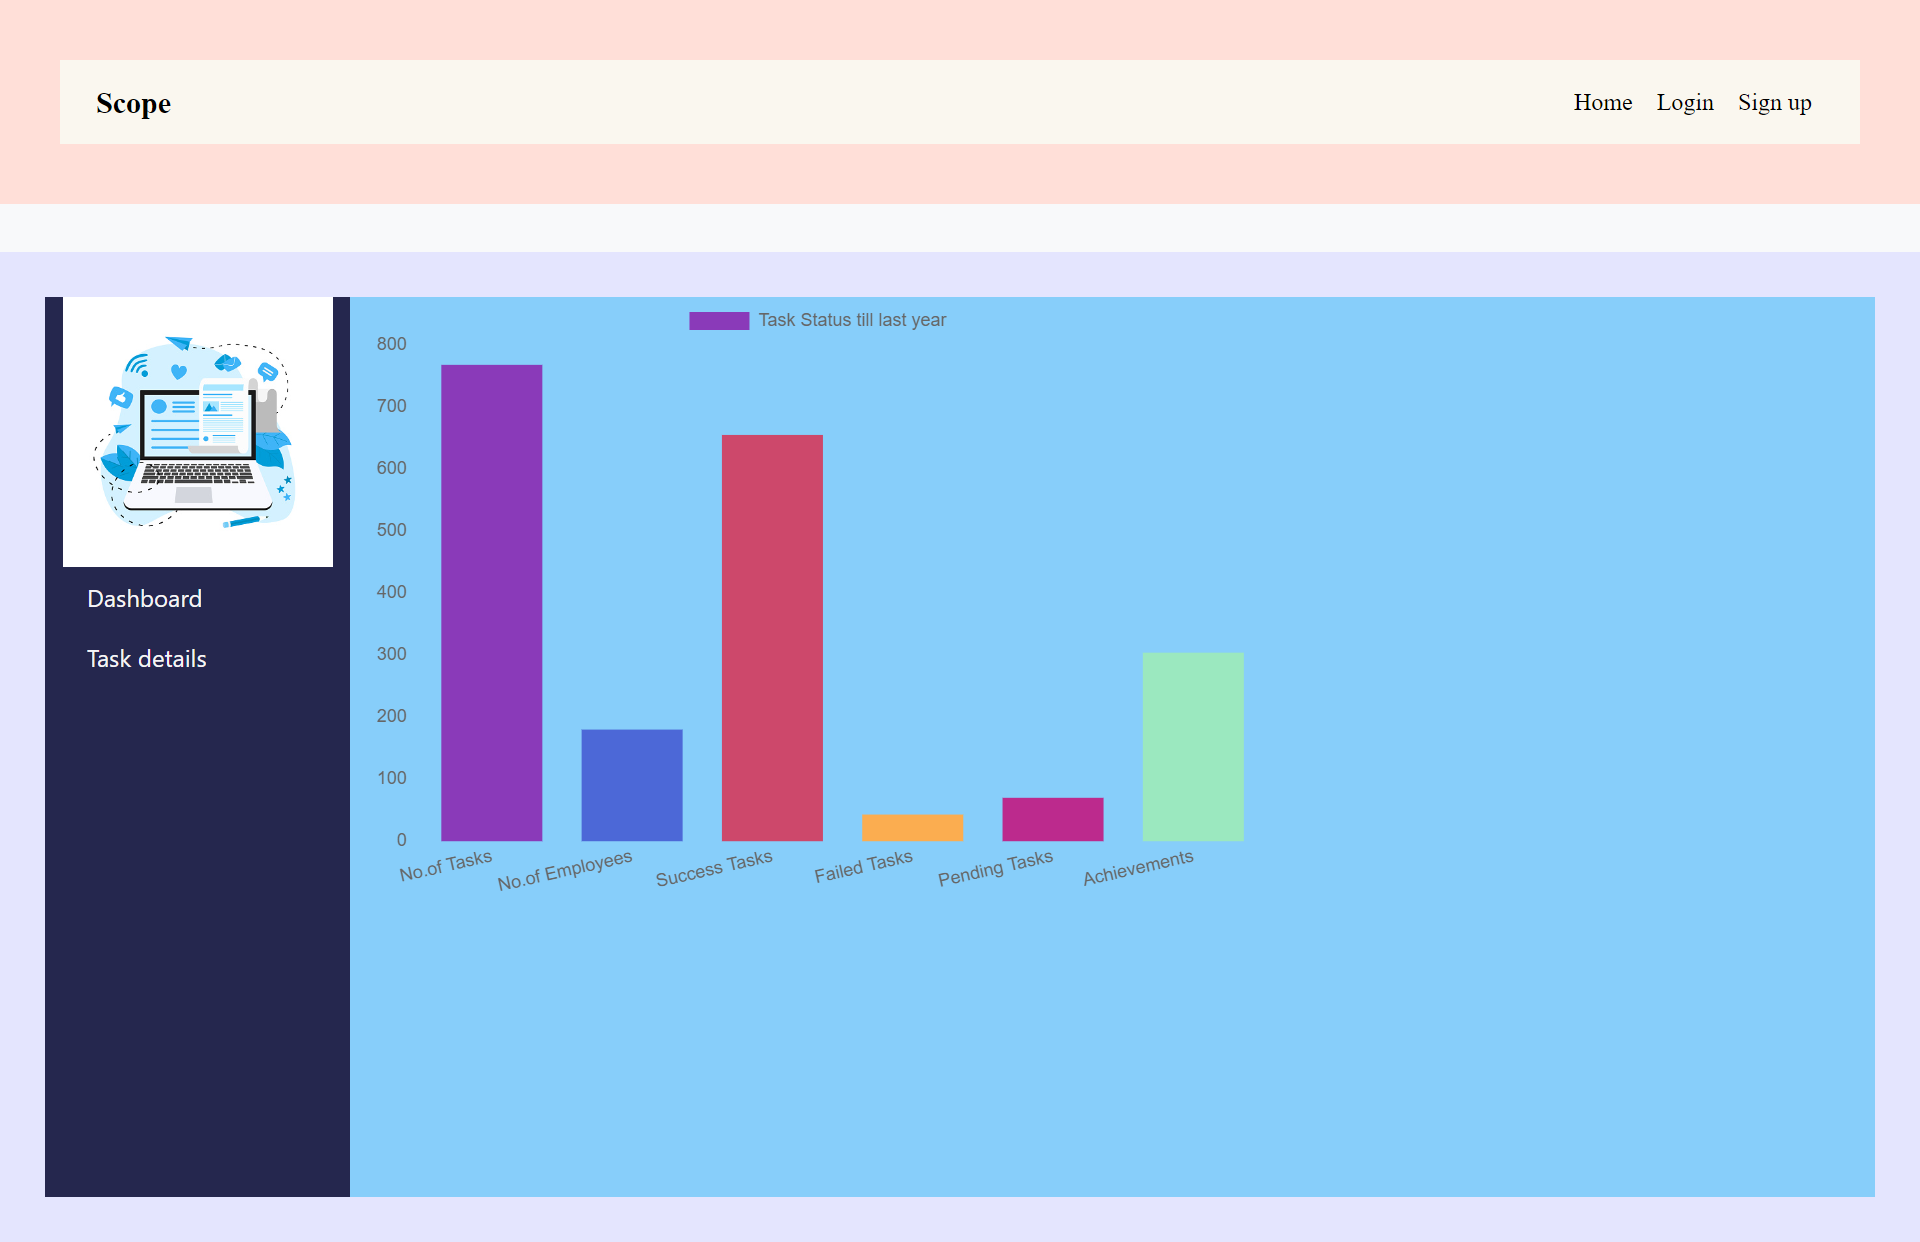 Scope
Home Login Sign up
Dashboard
Task details
Task Status till last year
800
700
600
500
400
300
200
100
0
No.of Tasks
No.of Employees
Success Tasks
Failed Tasks
Pending Tasks
Achievements